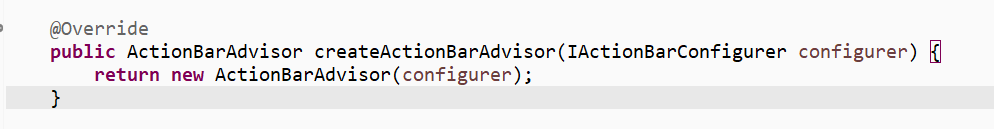 @Override
public ActionBarAdvisor createActionBarAdvisor(IActionBarConfigurer configurer) {
    return new ActionBarAdvisor(configurer);
}